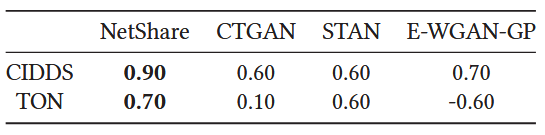 NetShare CTGAN STAN E-WGAN-GP
CIDDS 0.90 0.60 0.60 0.70
TON 0.70 0.10 0.60 -0.60